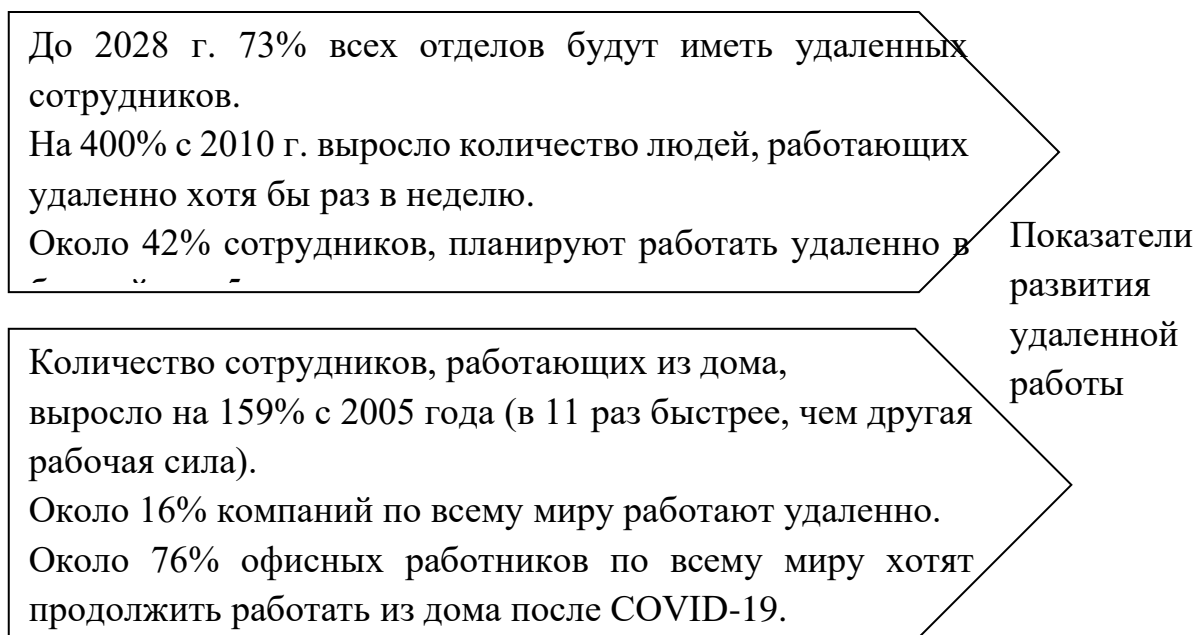 До 2028 г. 73% всех отделов будут иметь удаленных
сотрудников.
На 400% с 2010 г. выросло количество людей, работающих
удаленно хотя бы раз в неделю.
Около 42% сотрудников, планируют работать удаленно в
Количество сотрудников, работающих из дома,
выросло на 159% с 2005 года (в 11 раз быстрее, чем другая
рабочая сила).
Около 16% компаний по всему миру работают удаленно.
Около 76% офисных работников по всему миру хотят
продолжить работать из дома после COVID-19.
Показатели
развития
удаленной
работы